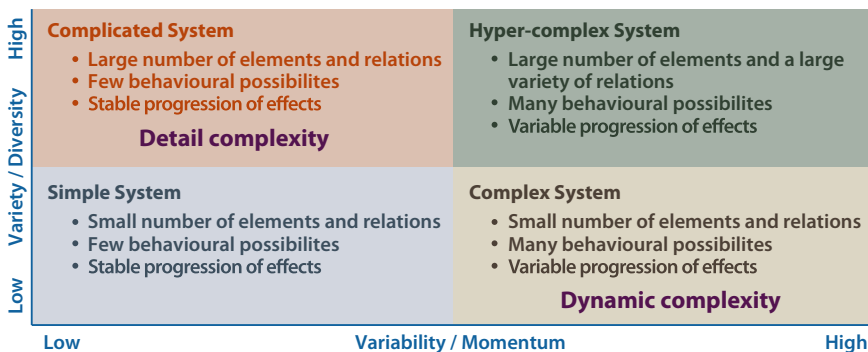 Complicated System
• Large number of elements and relations
• Few behavioural possibilites
• Stable progression of effects
Detail complexity
Hyper-complex System
• Large number of elements and a large
variety of relations
• Many behavioural possibilites
• Variable progression of effects
Simple System
• Small number of elements and relations
• Few behavioural possibilites
• Stable progression of effects
Complex System
• Small number of elements and relations
• Many behavioural possibilites
• Variable progression of effects
Dynamic complexity
High
Variety / Diversity
Low
Low
Variability / Momentum
High